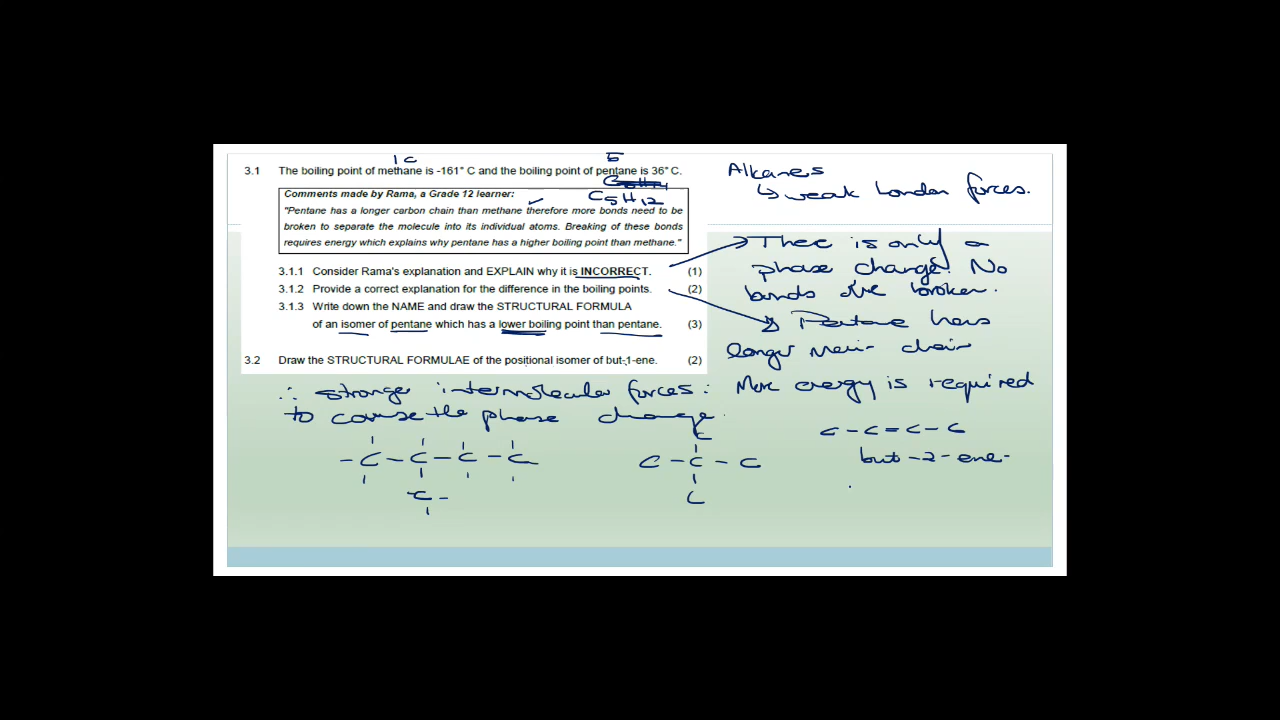 1C
5
3.1 The boiling point of methane is -161° C and the boiling point of pentane is 36° C.
Comments made by Rama, a Grade 12 learner:
C5H12
"Pentane has a longer carbon chain than methane therefore more bonds need to be
broken to separate the molecule into its individual atoms. Breaking of these bonds
requires energy which explains why pentane has a higher boiling point than methane."
3.1.1 Consider Rama's explanation and EXPLAIN why it is INCORRECT. (1)
3.1.2 Provide a correct explanation for the difference in the boiling points. (2)
3.1.3 Write down the NAME and draw the STRUCTURAL FORMULA
of an isomer of pentane which has a lower boiling point than pentane. (3)
3.2 Draw the STRUCTURAL FORMULAE of the positional isomer of but-1-ene. (2)
Alkanes
↳ weak London forces.
There is only a
phase change. No
bonds are broken.
Pentane has
longer main chain
∴ stronger intermolecular forces ∴ More energy is required
to cause the phase change.
- C - C - C - C -
C -
C
C - C - C
C
C - C = C - C
but-2-ene